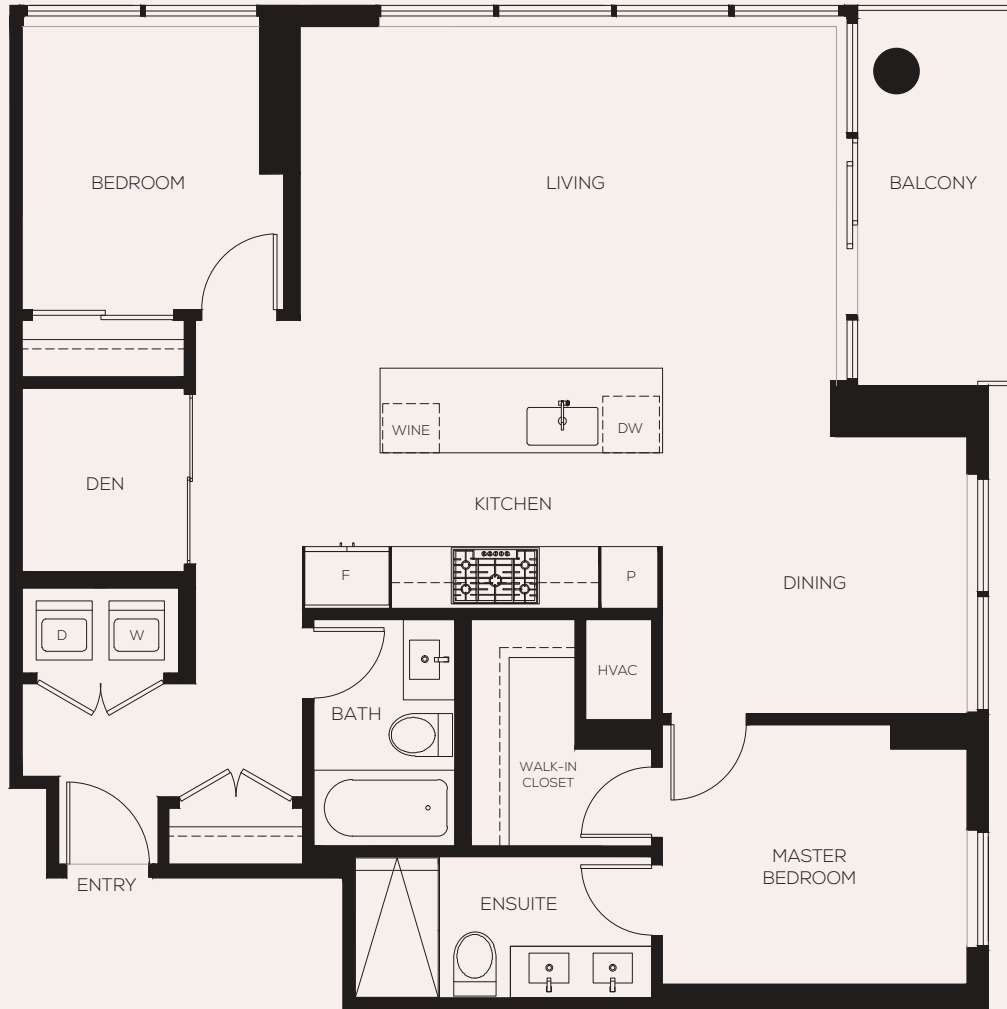 BEDROOM
LIVING
BALCONY
WINE
DW
DEN
KITCHEN
F
P
DINING
D
W
HVAC
BATH
WALK-IN
CLOSET
MASTER
BEDROOM
ENTRY
ENSUITE